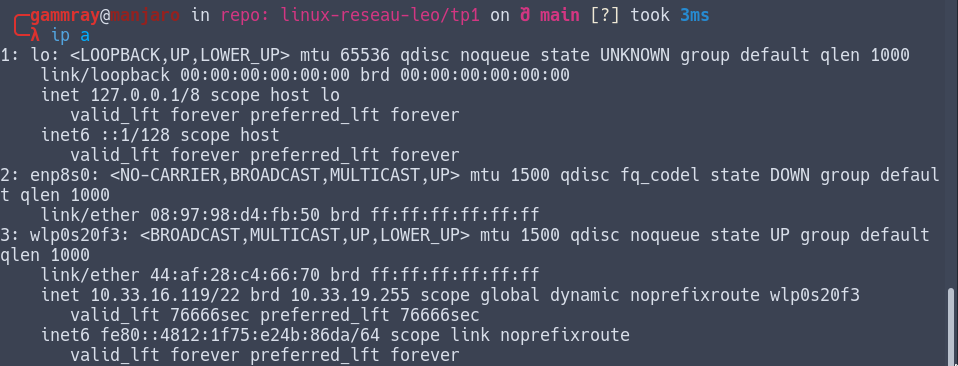 gammray@manjaro in repo: linux-reseau-leo/tp1 on ð main [?] took 3ms
λ ip a
1: lo: <LOOPBACK,UP,LOWER_UP> mtu 65536 qdisc noqueue state UNKNOWN group default qlen 1000
link/loopback 00:00:00:00:00:00 brd 00:00:00:00:00:00
inet 127.0.0.1/8 scope host lo
valid_lft forever preferred_lft forever
inet6 ::1/128 scope host
valid_lft forever preferred_lft forever
2: enp8s0: <NO-CARRIER,BROADCAST,MULTICAST,UP> mtu 1500 qdisc fq_codel state DOWN group defaul
t qlen 1000
link/ether 08:97:98:d4:fb:50 brd ff:ff:ff:ff:ff:ff
3: wlp0s20f3: <BROADCAST,MULTICAST,UP,LOWER_UP> mtu 1500 qdisc noqueue state UP group default
qlen 1000
link/ether 44:af:28:c4:66:70 brd ff:ff:ff:ff:ff:ff
inet 10.33.16.119/22 brd 10.33.19.255 scope global dynamic noprefixroute wlp0s20f3
valid_lft 76666sec preferred_lft 76666sec
inet6 fe80::4812:1f75:e24b:86da/64 scope link noprefixroute
valid_lft forever preferred_lft forever